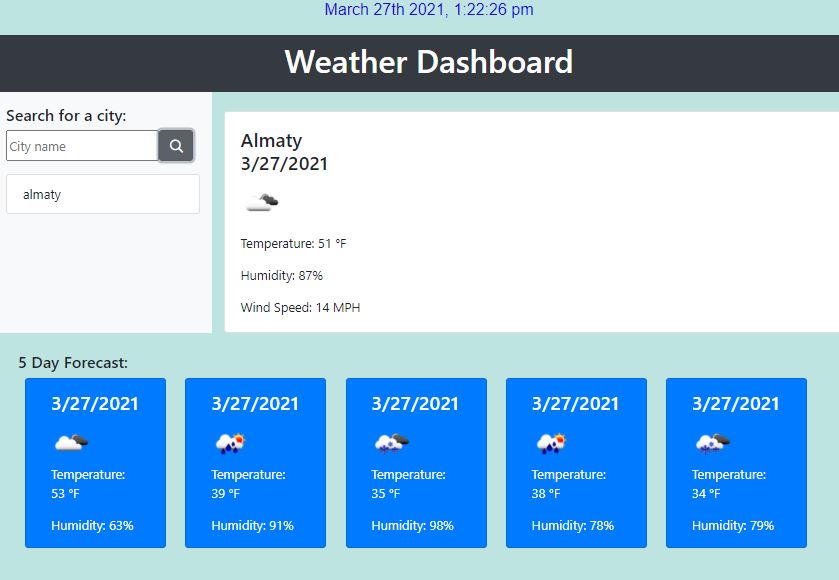 March 27th 2021, 1:22:26 pm
Weather Dashboard
Search for a city:
City name
almaty
Almaty
3/27/2021
Temperature: 51 °F
Humidity: 87%
Wind Speed: 14 MPH
5 Day Forecast:
3/27/2021
Temperature:
53 °F
Humidity: 63%
3/27/2021
Temperature:
39 °F
Humidity: 91%
3/27/2021
Temperature:
35 °F
Humidity: 98%
3/27/2021
Temperature:
38 °F
Humidity: 78%
3/27/2021
Temperature:
34 °F
Humidity: 79%